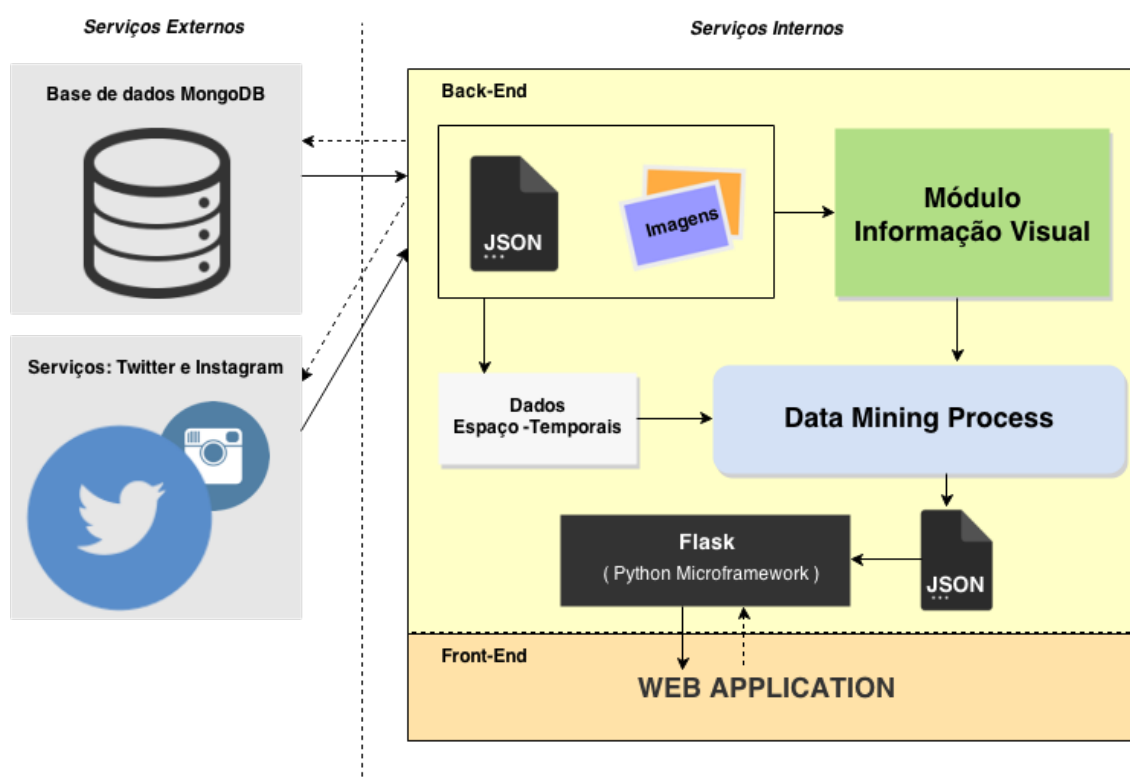 Serviços Externos
Serviços Internos
Base de dados MongoDB
Serviços: Twitter e Instagram
Back-End
JSON
Imagens
Módulo
Informação Visual
Dados
Espaço -Temporais
Data Mining Process
JSON
Flask
( Python Microframework )
Front-End
WEB APPLICATION